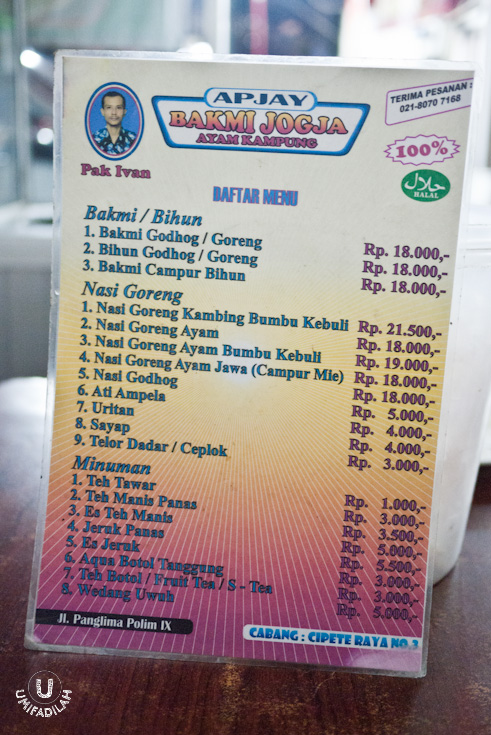 TERIMA PESANAN :
021-8070 7168
APJAY
BAKMI JOGJA
AYAM KAMPUNG
100%
حلال
HALAL
Pak Ivan
DAFTAR MENU
Bakmi / Bihun
1. Bakmi Godhog / Goreng Rp. 18.000,-
2. Bihun Godhog / Goreng Rp. 18.000,-
3. Bakmi Campur Bihun Rp. 18.000,-
Nasi Goreng
1. Nasi Goreng Kambing Bumbu Kebuli Rp. 21.500,-
2. Nasi Goreng Ayam Rp. 18.000,-
3. Nasi Goreng Ayam Bumbu Kebuli Rp. 19.000,-
4. Nasi Goreng Ayam Jawa (Campur Mie) Rp. 18.000,-
5. Nasi Godhog Rp. 18.000,-
6. Ati Ampela Rp. 5.000,-
7. Uritan Rp. 4.000,-
8. Sayap Rp. 4.000,-
9. Telor Dadar / Ceplok Rp. 3.000,-
Minuman
1. Teh Tawar Rp. 1.000,-
2. Teh Manis Panas Rp. 3.000,-
3. Es Teh Manis Rp. 3.500,-
4. Jeruk Panas Rp. 5.000,-
5. Es Jeruk Rp. 5.500,-
6. Aqua Botol Tanggung Rp. 3.000,-
7. Teh Botol / Fruit Tea / S - Tea Rp. 3.000,-
8. Wedang Uwuh Rp. 5.000,-
Jl. Panglima Polim IX
CABANG : CIPETE RAYA NO.3
U
UMIFADILAH